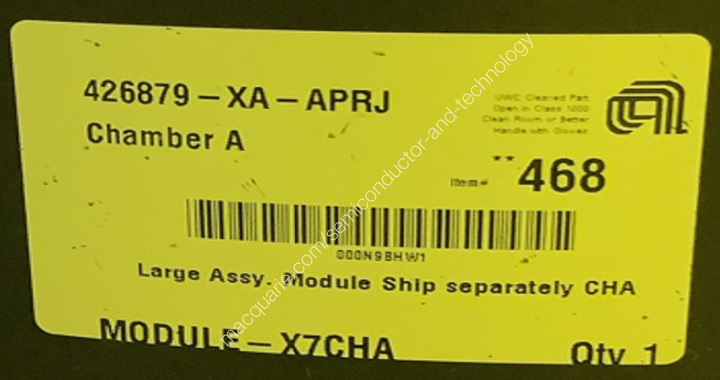 426879-XA-APRJ
Chamber A
UWC Cleaned Part
Open in Class 1000
Clean Room or Better
Handle with Gloves
Item# **468
000N98HW1
Large Assy. Module Ship separately CHA
MODULE-X7CHA Qty 1
macquarie.com/semiconductor-and-technology